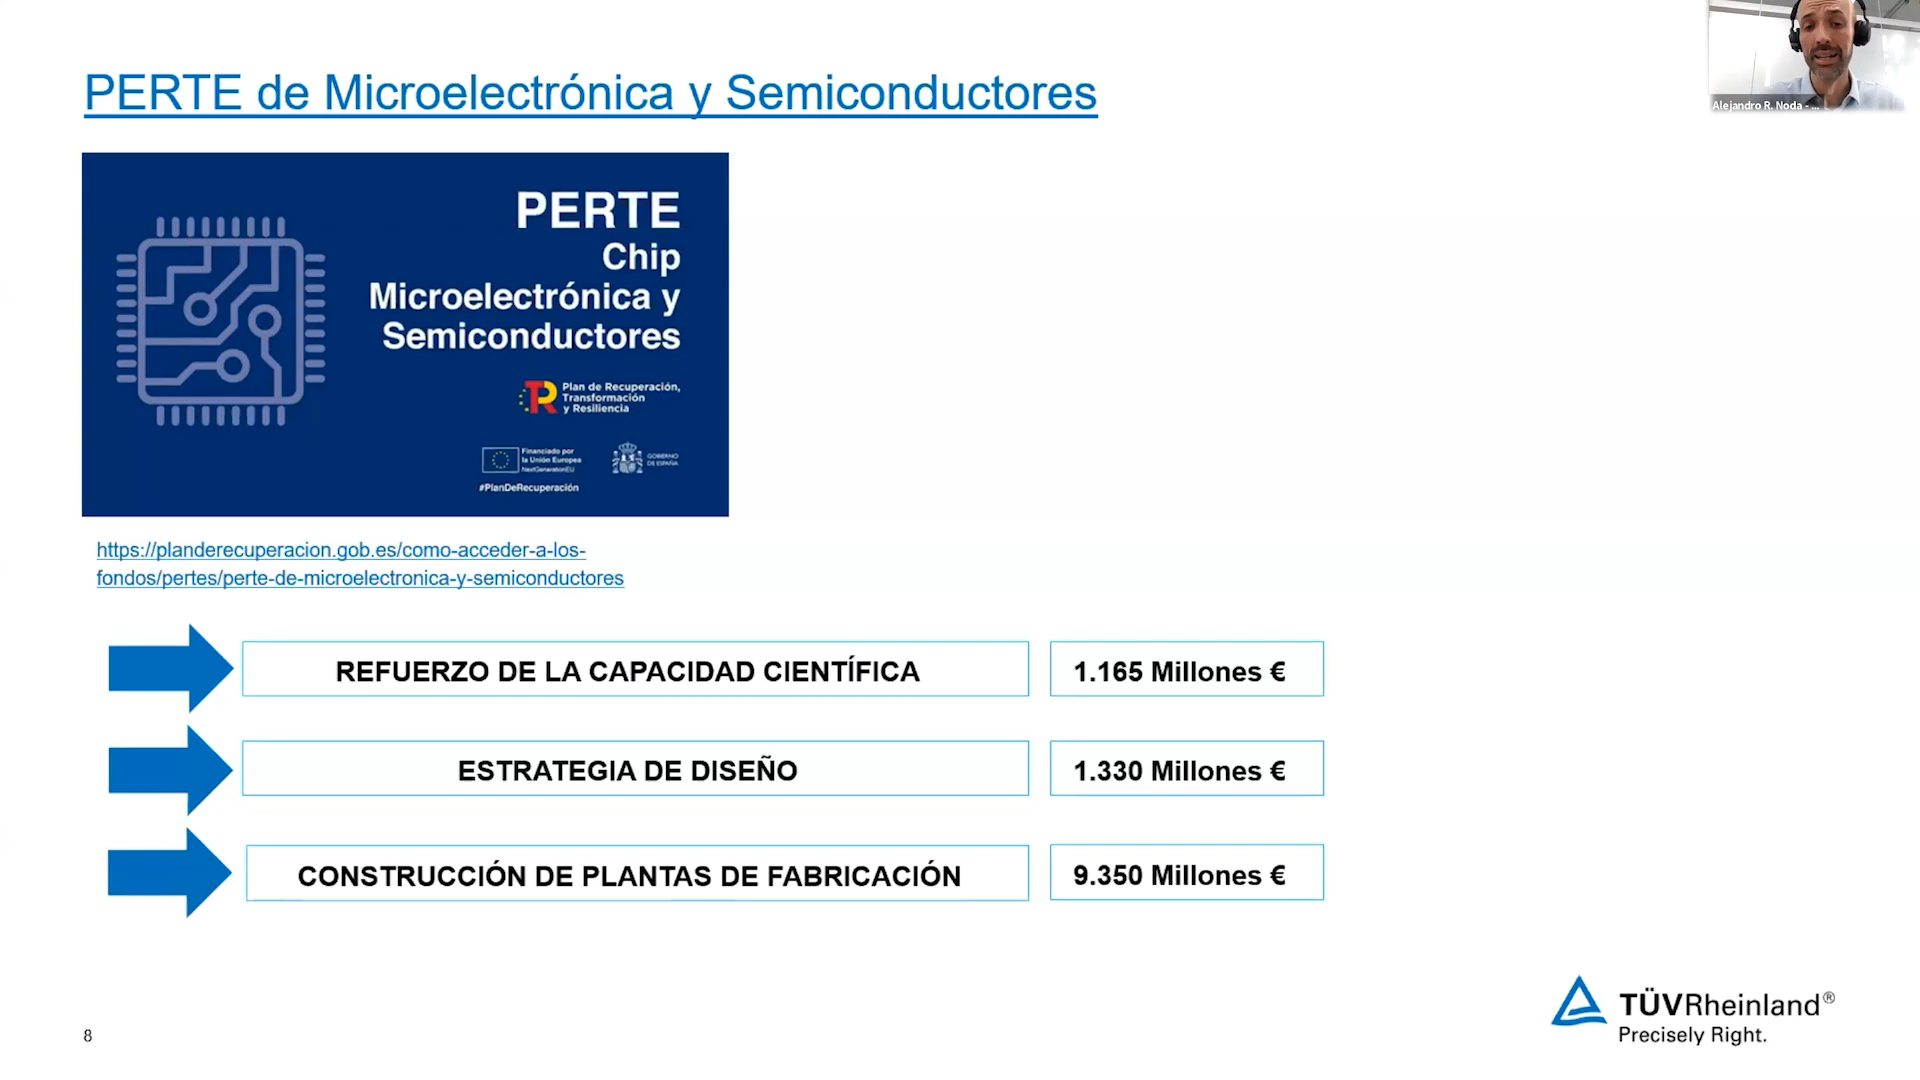 PERTE de Microelectrónica y Semiconductores
Alejandro R. Noda - ...
PERTE
Chip
Microelectrónica y
Semiconductores
Plan de Recuperación,
Transformación
y Resiliencia
Financiado por
la Unión Europea
NextGenerationEU
GOBIERNO
DE ESPAÑA
#PlanDeRecuperación
https://planderecuperacion.gob.es/como-acceder-a-los-
fondos/pertes/perte-de-microelectronica-y-semiconductores
REFUERZO DE LA CAPACIDAD CIENTÍFICA
1.165 Millones €
ESTRATEGIA DE DISEÑO
1.330 Millones €
CONSTRUCCIÓN DE PLANTAS DE FABRICACIÓN
9.350 Millones €
TÜVRheinland®
Precisely Right.
8